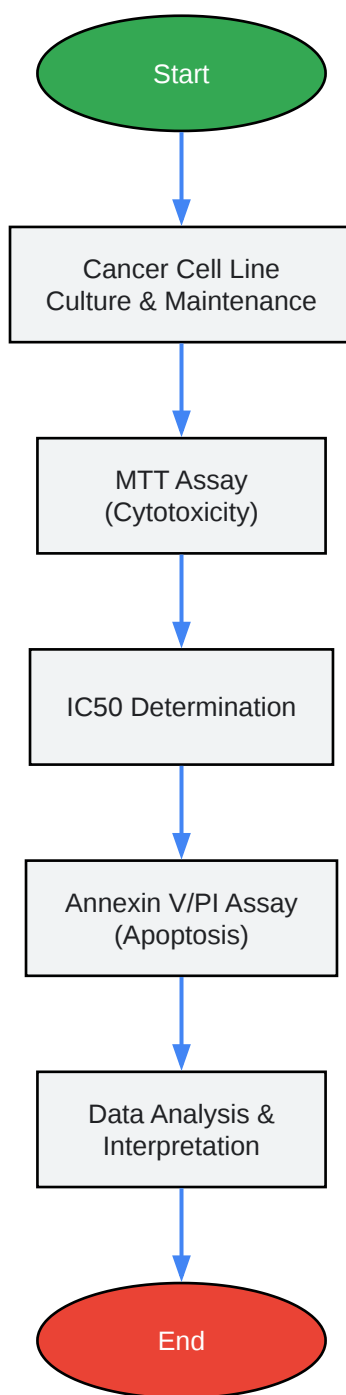 Start
Cancer Cell Line
Culture & Maintenance
MTT Assay
(Cytotoxicity)
IC50 Determination
Annexin V/PI Assay
(Apoptosis)
Data Analysis &
Interpretation
End